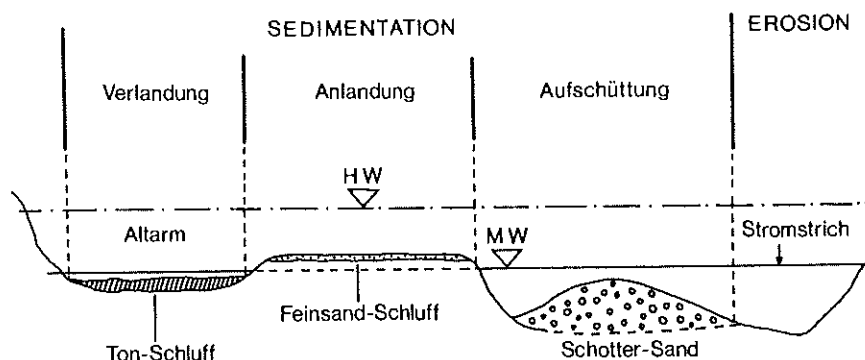 SEDIMENTATION
EROSION
Verlandung
Anlandung
Aufschüttung
HW
Altarm
MW
Stromstrich
Feinsand-Schluff
Ton-Schluff
Schotter-Sand